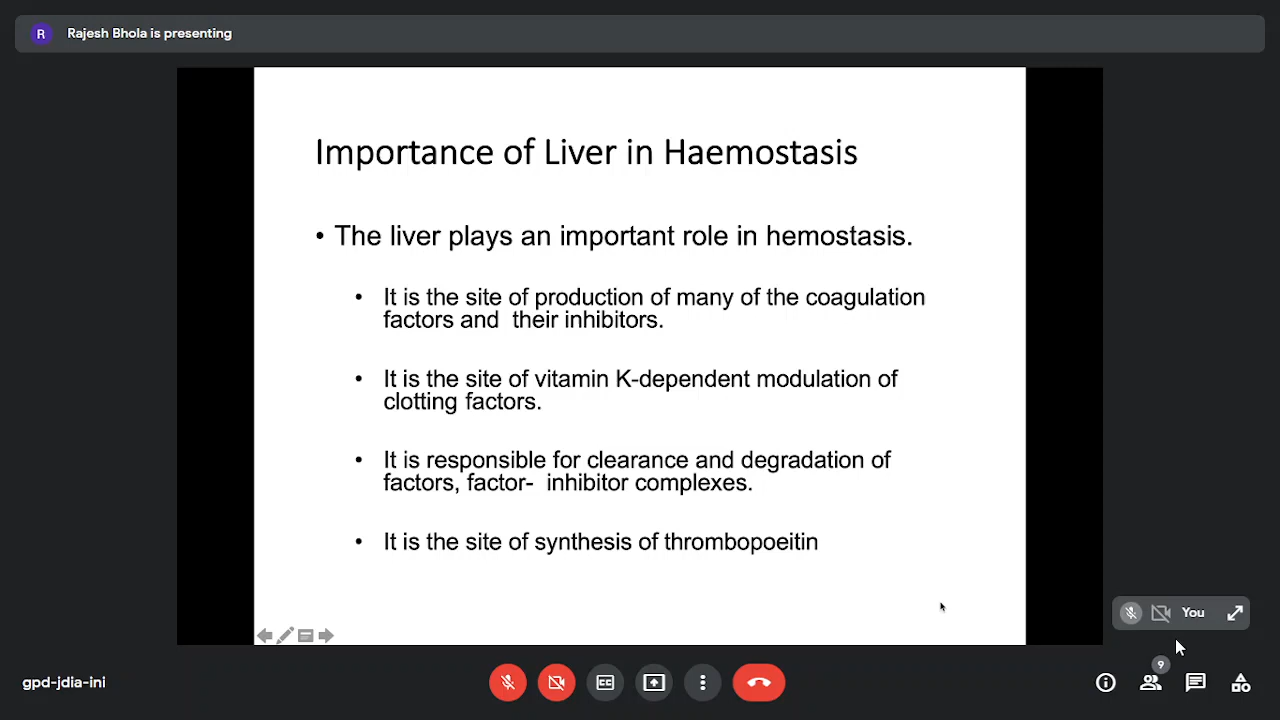 R Rajesh Bhola is presenting
Importance of Liver in Haemostasis
• The liver plays an important role in hemostasis.
• It is the site of production of many of the coagulation
factors and their inhibitors.
• It is the site of vitamin K-dependent modulation of
clotting factors.
• It is responsible for clearance and degradation of
factors, factor- inhibitor complexes.
• It is the site of synthesis of thrombopoeitin
You
gpd-jdia-ini
CC
9